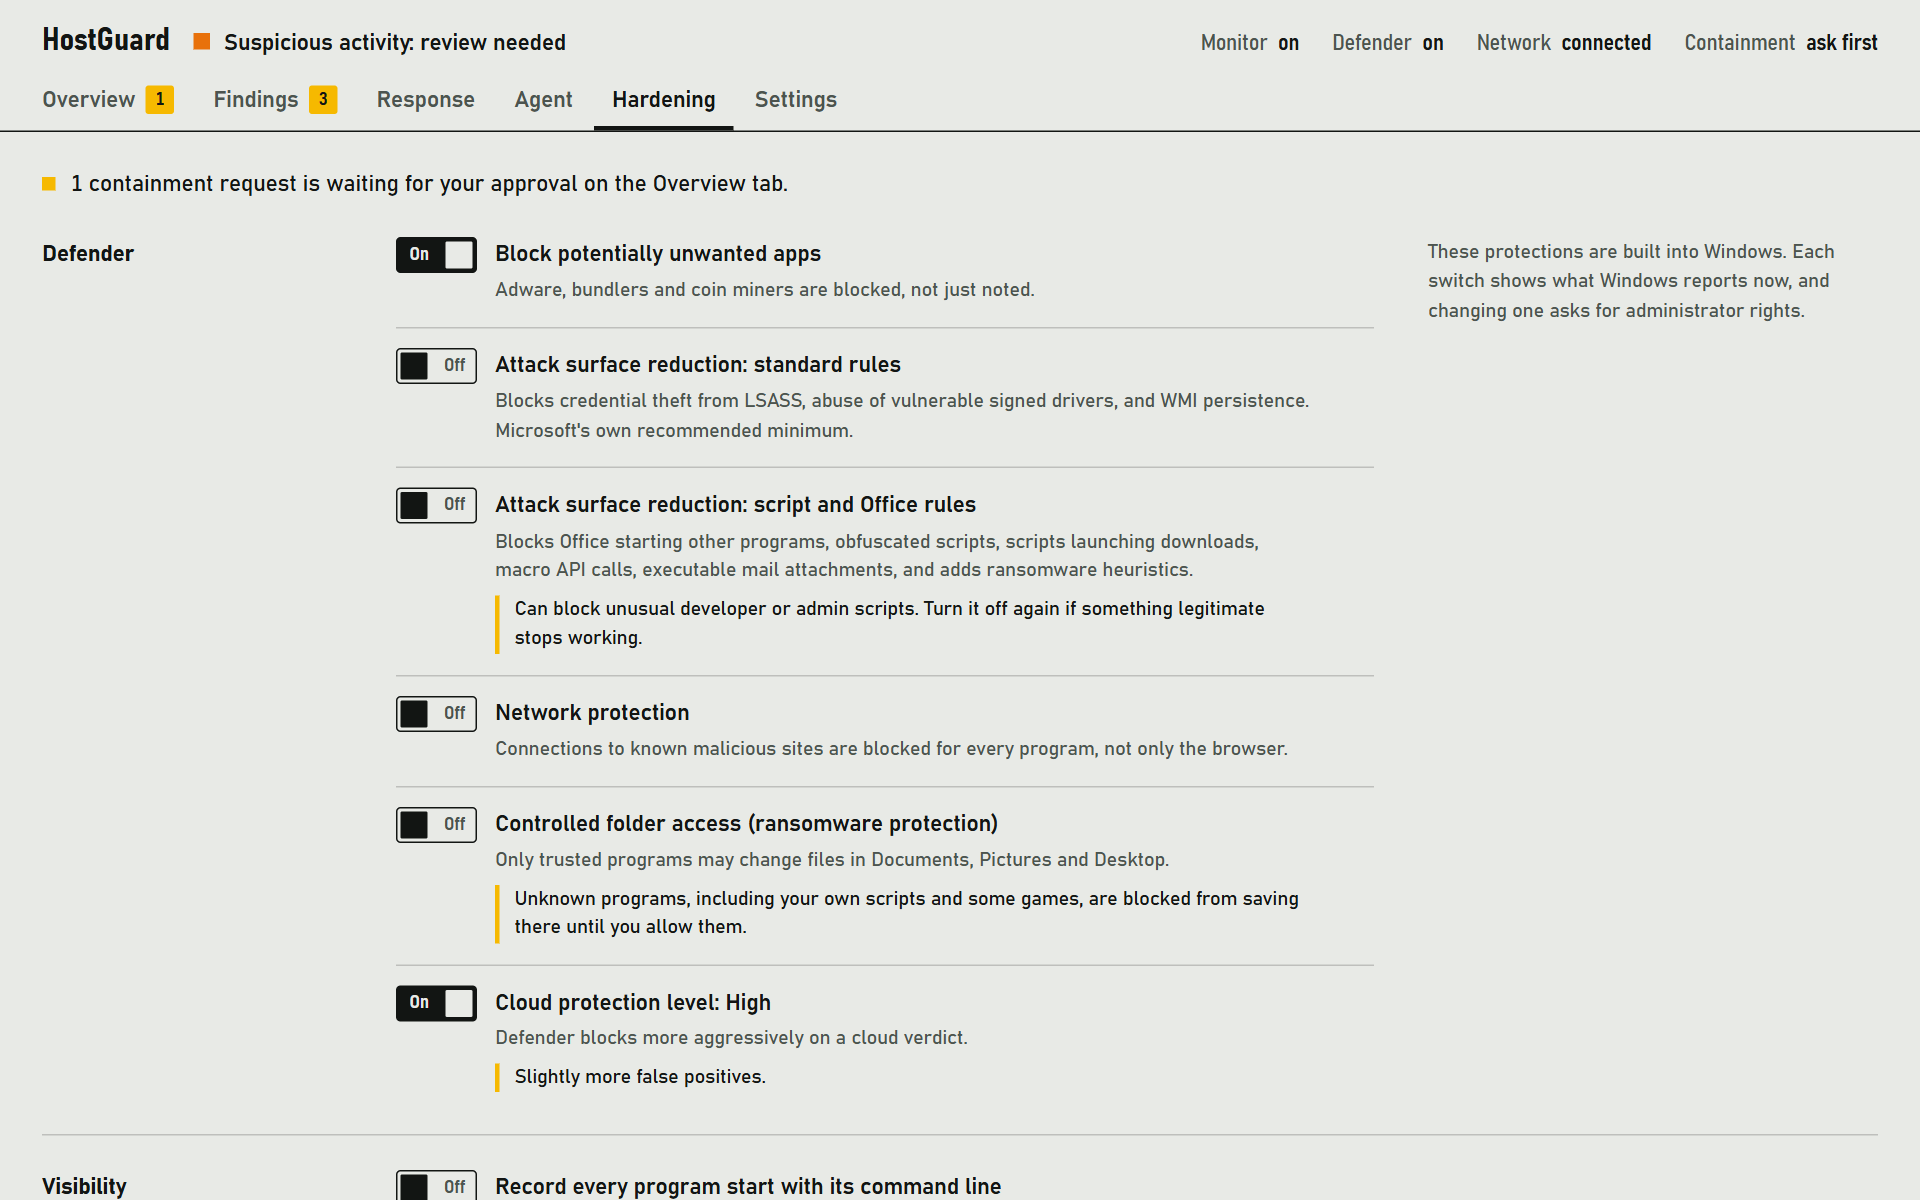 HostGuard Suspicious activity: review needed Monitor on Defender on Network connected Containment ask first
Overview 1 Findings 3 Response Agent Hardening Settings
1 containment request is waiting for your approval on the Overview tab.
Defender
On Block potentially unwanted apps
Adware, bundlers and coin miners are blocked, not just noted.
These protections are built into Windows. Each
switch shows what Windows reports now, and
changing one asks for administrator rights.
Off Attack surface reduction: standard rules
Blocks credential theft from LSASS, abuse of vulnerable signed drivers, and WMI persistence.
Microsoft's own recommended minimum.
Off Attack surface reduction: script and Office rules
Blocks Office starting other programs, obfuscated scripts, scripts launching downloads,
macro API calls, executable mail attachments, and adds ransomware heuristics.
Can block unusual developer or admin scripts. Turn it off again if something legitimate
stops working.
Off Network protection
Connections to known malicious sites are blocked for every program, not only the browser.
Off Controlled folder access (ransomware protection)
Only trusted programs may change files in Documents, Pictures and Desktop.
Unknown programs, including your own scripts and some games, are blocked from saving
there until you allow them.
On Cloud protection level: High
Defender blocks more aggressively on a cloud verdict.
Slightly more false positives.
Visibility
Off Record every program start with its command line